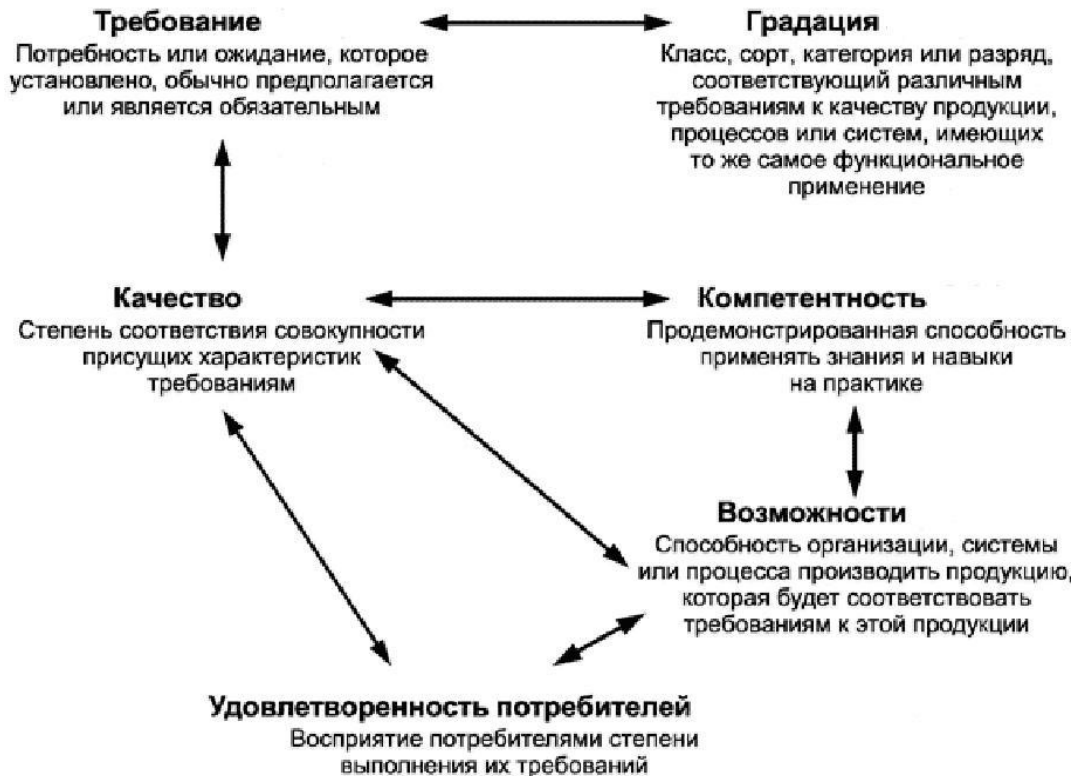 Требование
Потребность или ожидание, которое
установлено, обычно предполагается
или является обязательным
Градация
Класс, сорт, категория или разряд,
соответствующий различным
требованиям к качеству продукции,
процессов или систем, имеющих
то же самое функциональное
применение
Качество
Степень соответствия совокупности
присущих характеристик
требованиям
Компетентность
Продемонстрированная способность
применять знания и навыки
на практике
Возможности
Способность организации, системы
или процесса производить продукцию,
которая будет соответствовать
требованиям к этой продукции
Удовлетворенность потребителей
Восприятие потребителями степени
выполнения их требований